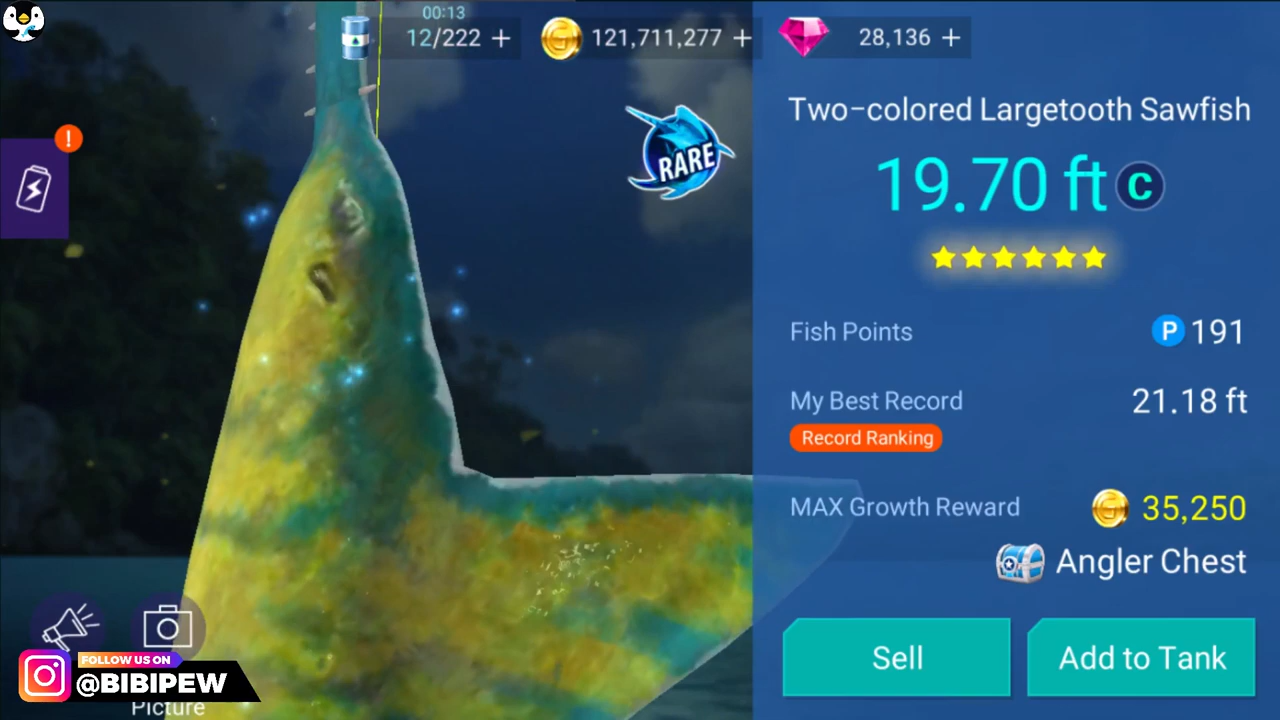 00:13
12/222 +
121,711,277 +
28,136 +
!
RARE
Two-colored Largetooth Sawfish
19.70 ft C
Fish Points
P 191
My Best Record
21.18 ft
Record Ranking
MAX Growth Reward
G 35,250
Angler Chest
Sell
Add to Tank
FOLLOW US ON
@BIBIPEW
Picture